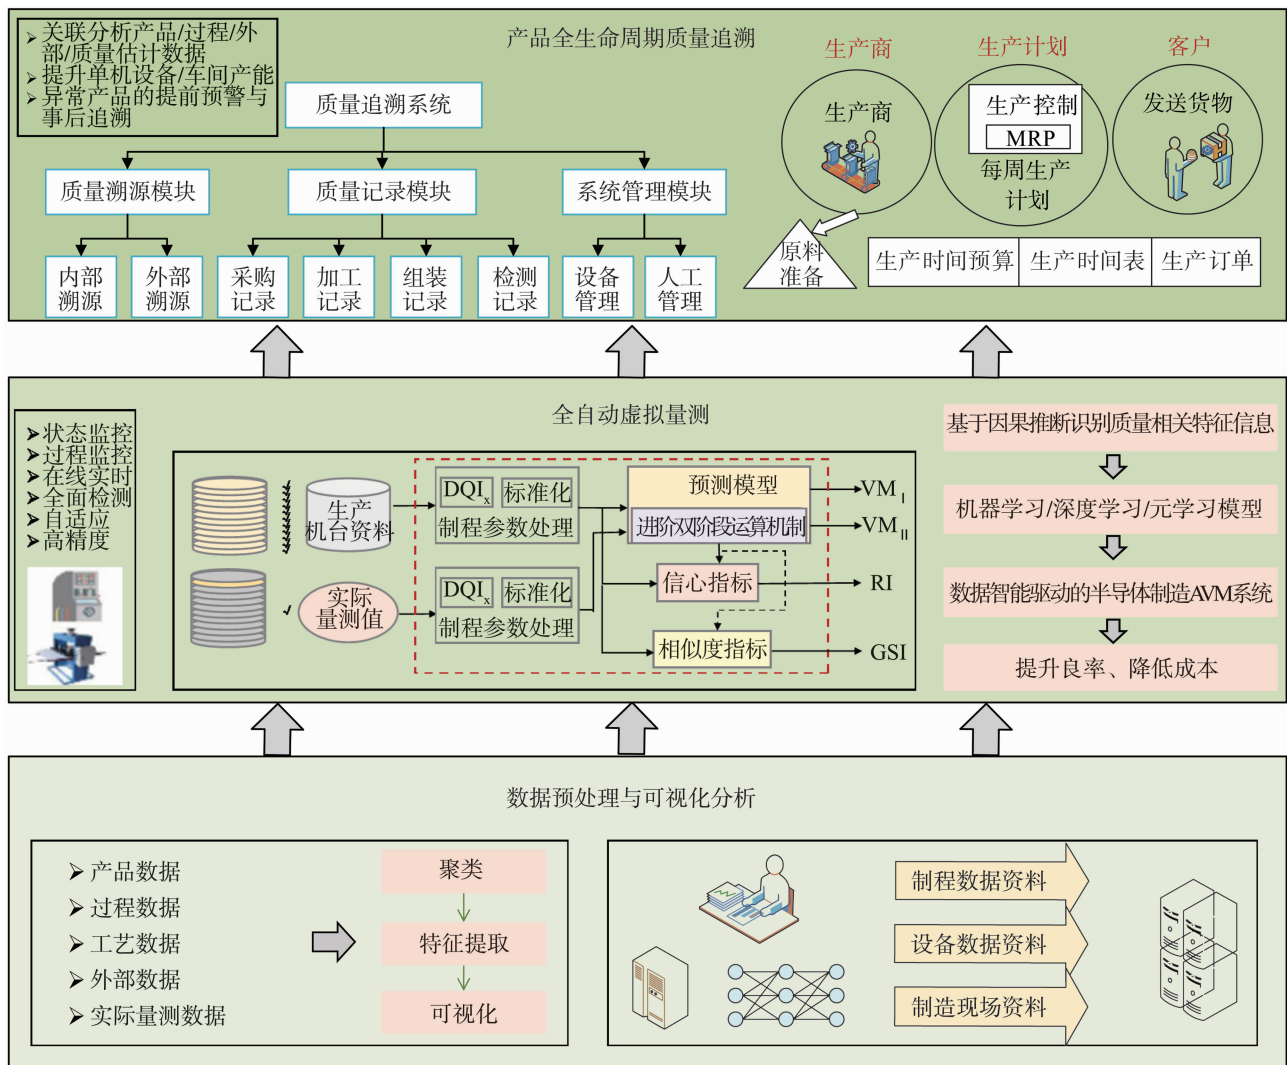 产品全生命周期质量追溯
➢ 关联分析产品/过程/外
部/质量估计数据
➢ 提升单机设备/车间产能
➢ 异常产品的提前预警与
事后追溯
质量追溯系统
质量溯源模块
质量记录模块
系统管理模块
内部
溯源
外部
溯源
采购
记录
加工
记录
组装
记录
检测
记录
设备
管理
人工
管理
生产商
生产计划
客户
生产商
生产控制
MRP
每周生产
计划
发送货物
原料
准备
生产时间预算
生产时间表
生产订单
全自动虚拟量测
➢状态监控
➢过程监控
➢在线实时
➢全面检测
➢自适应
➢高精度
生产
机台资料
实际
量测值
DQIx
标准化
制程参数处理
DQIx
标准化
制程参数处理
预测模型
进阶双阶段运算机制
信心指标
相似度指标
VM I
VM II
RI
GSI
基于因果推断识别质量相关特征信息
机器学习/深度学习/元学习模型
数据智能驱动的半导体制造AVM系统
提升良率、降低成本
数据预处理与可视化分析
➢ 产品数据
➢ 过程数据
➢ 工艺数据
➢ 外部数据
➢ 实际量测数据
聚类
特征提取
可视化
制程数据资料
设备数据资料
制造现场资料